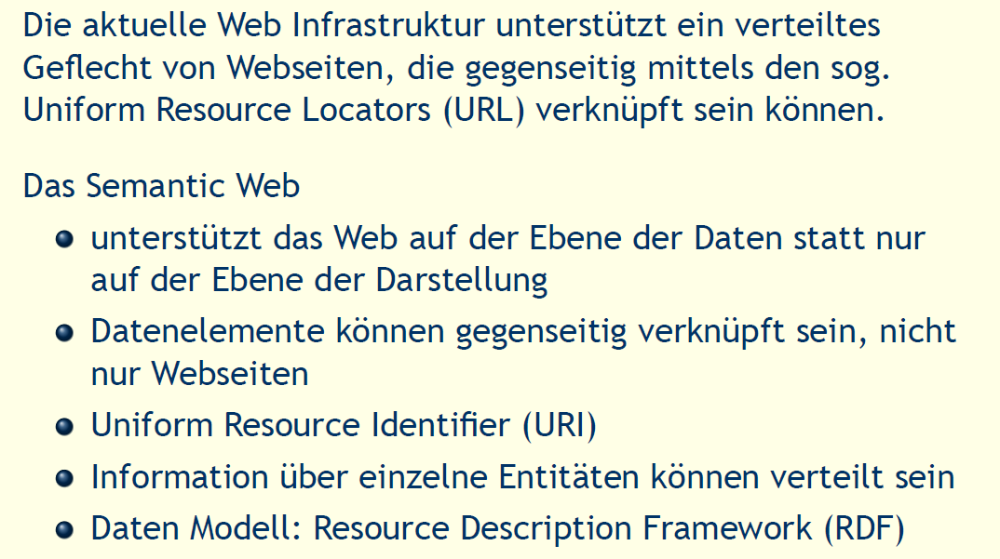 Die aktuelle Web Infrastruktur unterstützt ein verteiltes
Geflecht von Webseiten, die gegenseitig mittels den sog.
Uniform Resource Locators (URL) verknüpft sein können.
Das Semantic Web
unterstützt das Web auf der Ebene der Daten statt nur
auf der Ebene der Darstellung
Datenelemente können gegenseitig verknüpft sein, nicht
nur Webseiten
Uniform Resource Identifier (URI)
Information über einzelne Entitäten können verteilt sein
Daten Modell: Resource Description Framework (RDF)